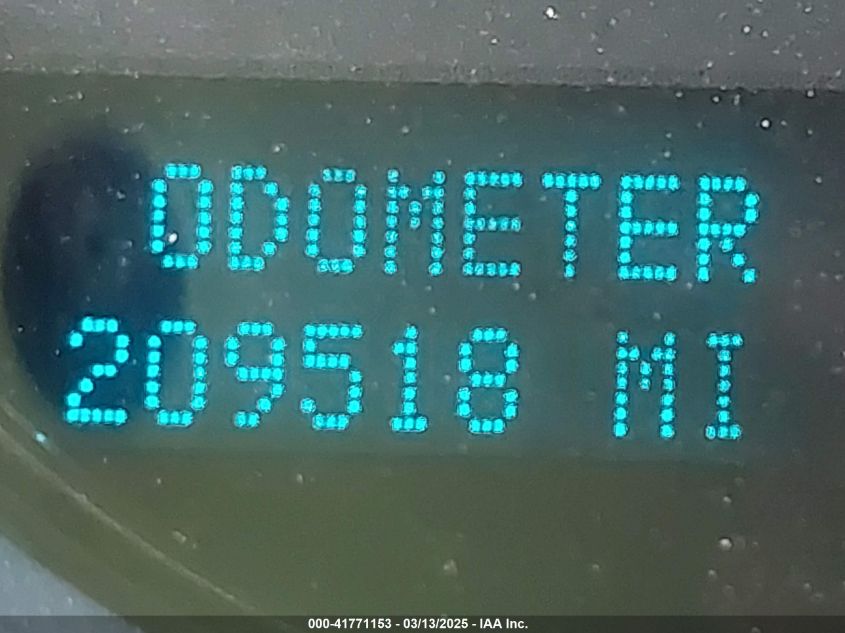 ODOMETER
209518 MI
000-41771153 - 03/13/2025 - IAA Inc.